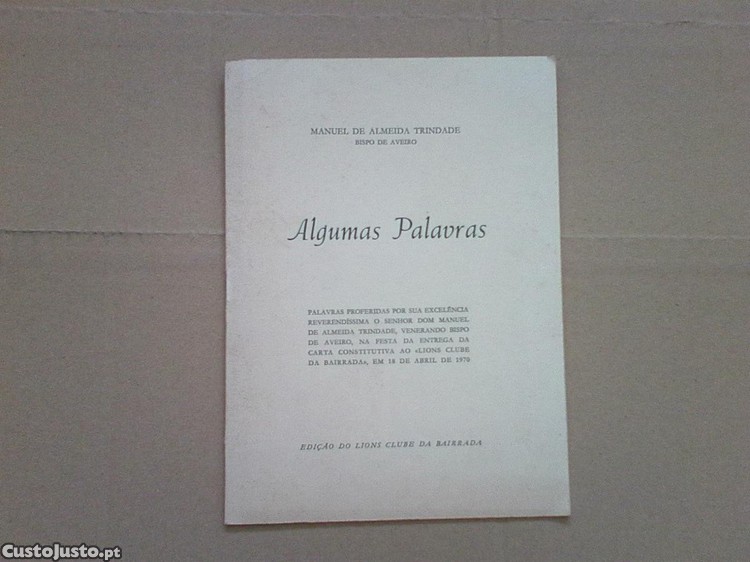 MANUEL DE ALMEIDA TRINDADE
BISPO DE AVEIRO
Algumas Palavras
PALAVRAS PROFERIDAS POR SUA EXCELÊNCIA
REVERENDÍSSIMA O SENHOR DOM MANUEL
DE ALMEIDA TRINDADE, VENERANDO BISPO
DE AVEIRO, NA FESTA DA ENTREGA DA
CARTA CONSTITUTIVA AO «LIONS CLUBE
DA BAIRRADA», EM 18 DE ABRIL DE 1970
EDIÇÃO DO LIONS CLUBE DA BAIRRADA
CustoJusto.pt